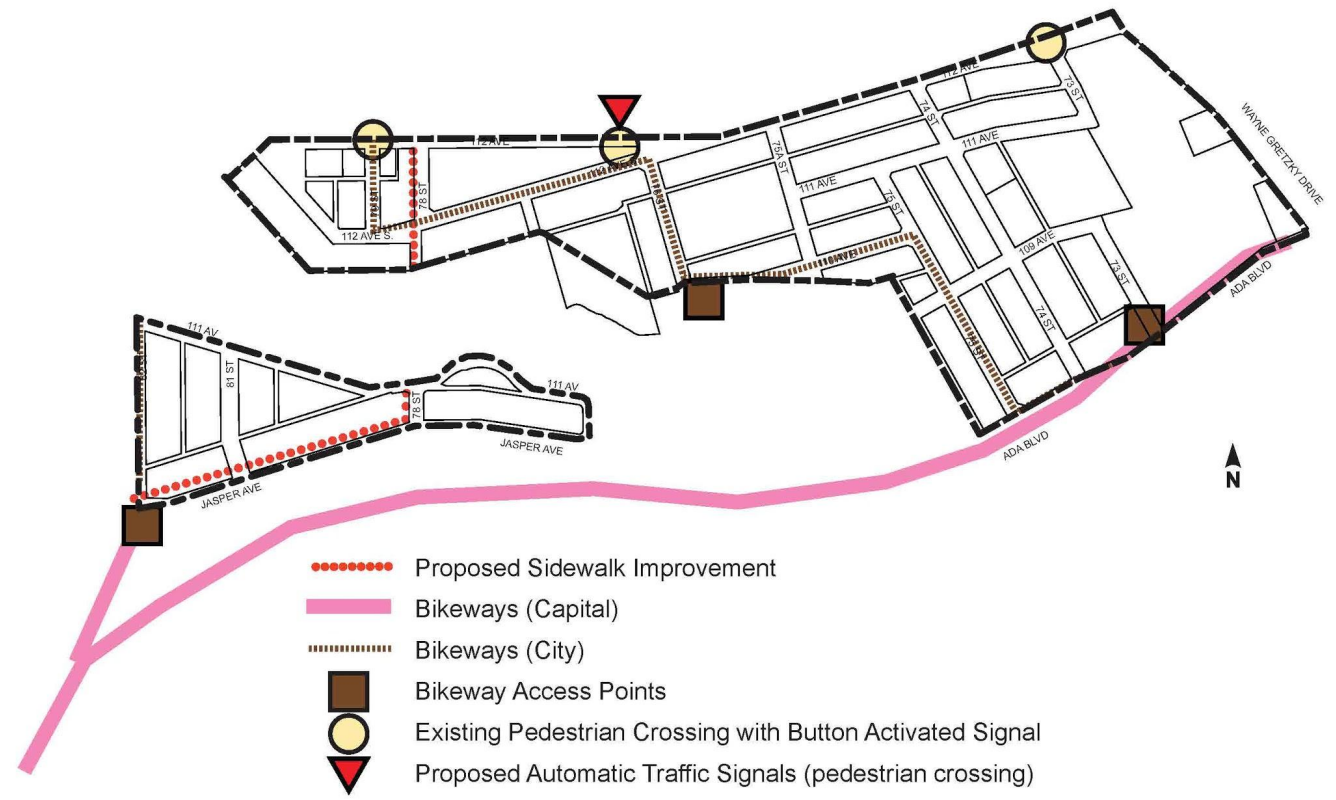 112 AVE
73 ST
74 ST
WAYNE GRETZKY DRIVE
112 AVE
75A ST
111 AVE
78 ST
111 AVE
75 ST
112 AVE S.
109 AVE
73 ST
ADA BLVD
74 ST
111 AV
81 ST
111 AV
78 ST
JASPER AVE
ADA BLVD
JASPER AVE
N
Proposed Sidewalk Improvement
Bikeways (Capital)
Bikeways (City)
Bikeway Access Points
Existing Pedestrian Crossing with Button Activated Signal
Proposed Automatic Traffic Signals (pedestrian crossing)